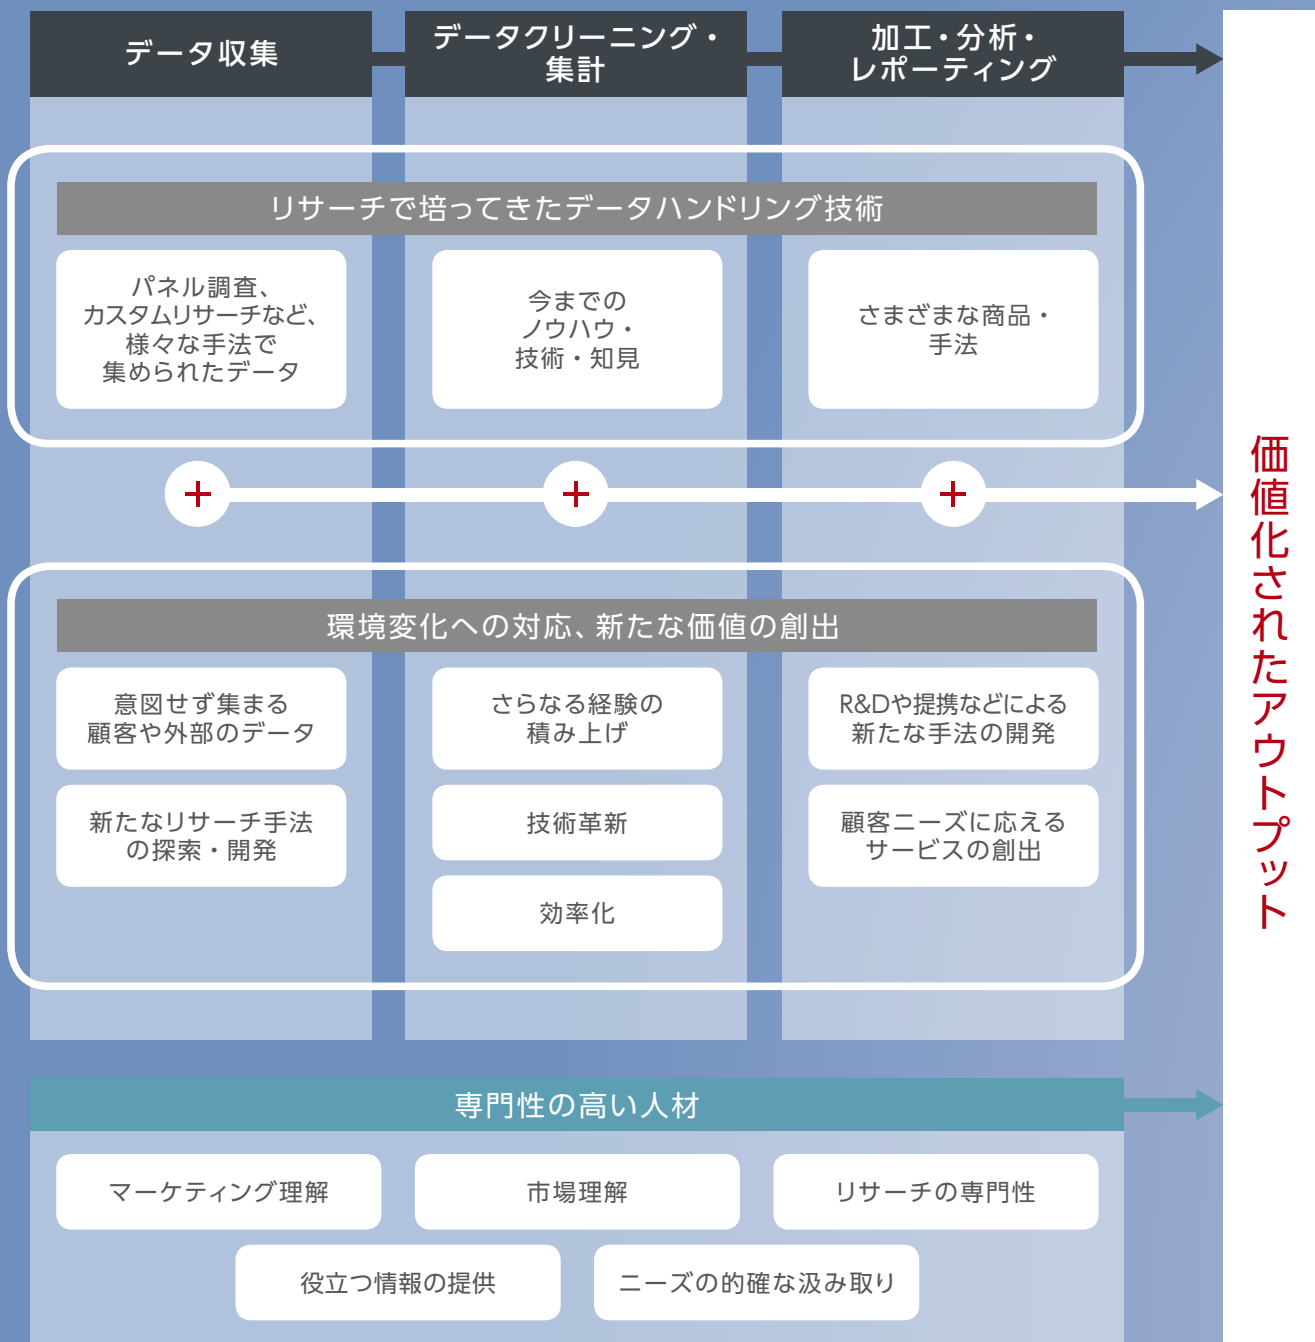 データ収集
データクリーニング・
集計
加工・分析・
レポーティング
リサーチで培ってきたデータハンドリング技術
パネル調査、
カスタムリサーチなど、
様々な手法で
集められたデータ
今までの
ノウハウ・
技術・知見
さまざまな商品・
手法
+
+
+
環境変化への対応、新たな価値の創出
意図せず集まる
顧客や外部のデータ
新たなリサーチ手法
の探索・開発
さらなる経験の
積み上げ
技術革新
効率化
R&Dや提携などによる
新たな手法の開発
顧客ニーズに応える
サービスの創出
価値化されたアウトプット
専門性の高い人材
マーケティング理解
市場理解
リサーチの専門性
役立つ情報の提供
ニーズの的確な汲み取り